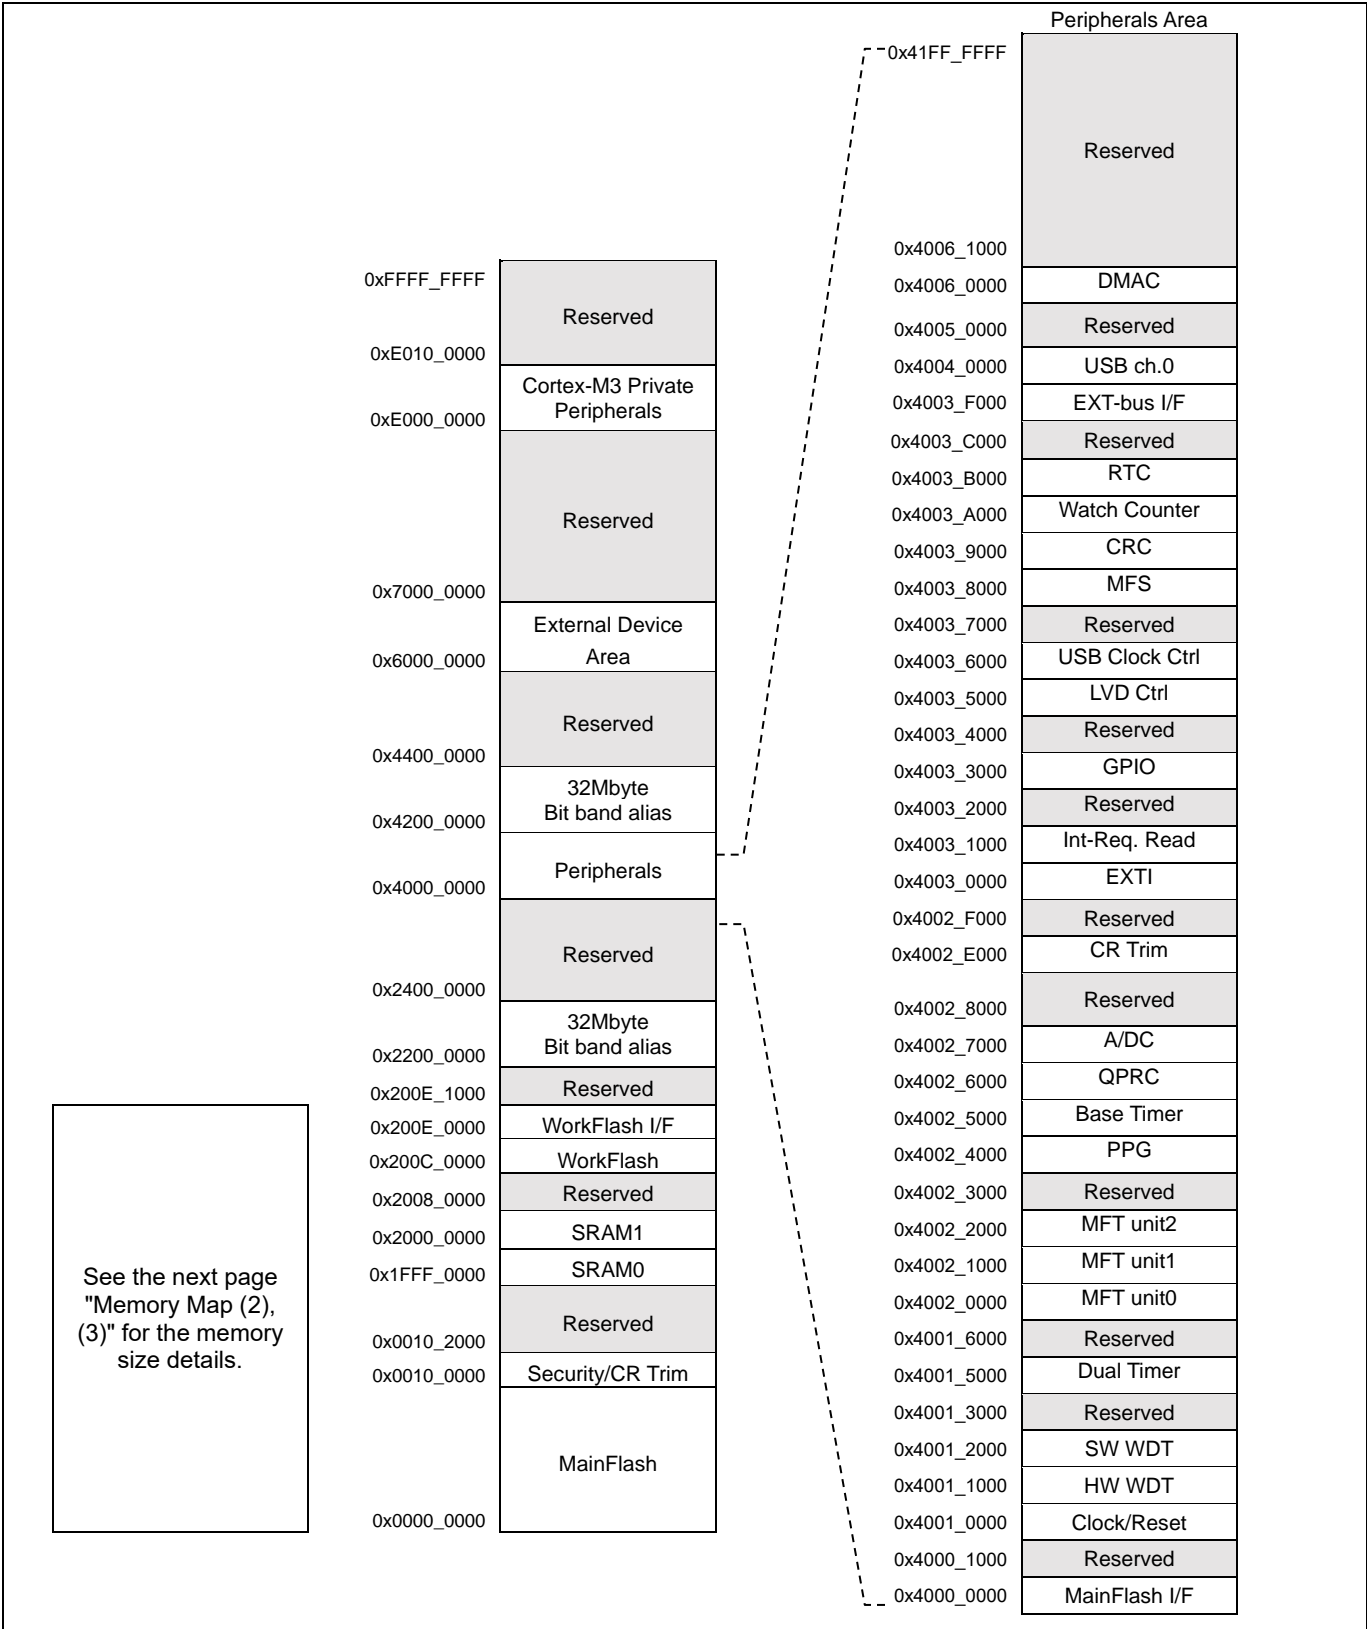 Peripherals Area
0x41FF_FFFF
Reserved
0x4006_1000
0x4006_0000 DMAC
0x4005_0000 Reserved
0x4004_0000 USB ch.0
0x4003_F000 EXT-bus I/F
0x4003_C000 Reserved
0x4003_B000 RTC
0x4003_A000 Watch Counter
0x4003_9000 CRC
0x4003_8000 MFS
0x4003_7000 Reserved
0x4003_6000 USB Clock Ctrl
0x4003_5000 LVD Ctrl
0x4003_4000 Reserved
0x4003_3000 GPIO
0x4003_2000 Reserved
0x4003_1000 Int-Req. Read
0x4003_0000 EXTI
0x4002_F000 Reserved
0x4002_E000 CR Trim
0x4002_8000 Reserved
0x4002_7000 A/DC
0x4002_6000 QPRC
0x4002_5000 Base Timer
0x4002_4000 PPG
0x4002_3000 Reserved
0x4002_2000 MFT unit2
0x4002_1000 MFT unit1
0x4002_0000 MFT unit0
0x4001_6000 Reserved
0x4001_5000 Dual Timer
0x4001_3000 Reserved
0x4001_2000 SW WDT
0x4001_1000 HW WDT
0x4001_0000 Clock/Reset
0x4000_1000 Reserved
0x4000_0000 MainFlash I/F
0xFFFF_FFFF
Reserved
0xE010_0000
Cortex-M3 Private
Peripherals
0xE000_0000
Reserved
0x7000_0000
External Device
Area
0x6000_0000
Reserved
0x4400_0000
32Mbyte
Bit band alias
0x4200_0000
Peripherals
0x4000_0000
Reserved
0x2400_0000
32Mbyte
Bit band alias
0x2200_0000
0x200E_1000 Reserved
0x200E_0000 WorkFlash I/F
0x200C_0000 WorkFlash
0x2008_0000 Reserved
0x2000_0000 SRAM1
0x1FFF_0000 SRAM0
Reserved
0x0010_2000
0x0010_0000 Security/CR Trim
MainFlash
0x0000_0000
See the next page
"Memory Map (2),
(3)" for the memory
size details.